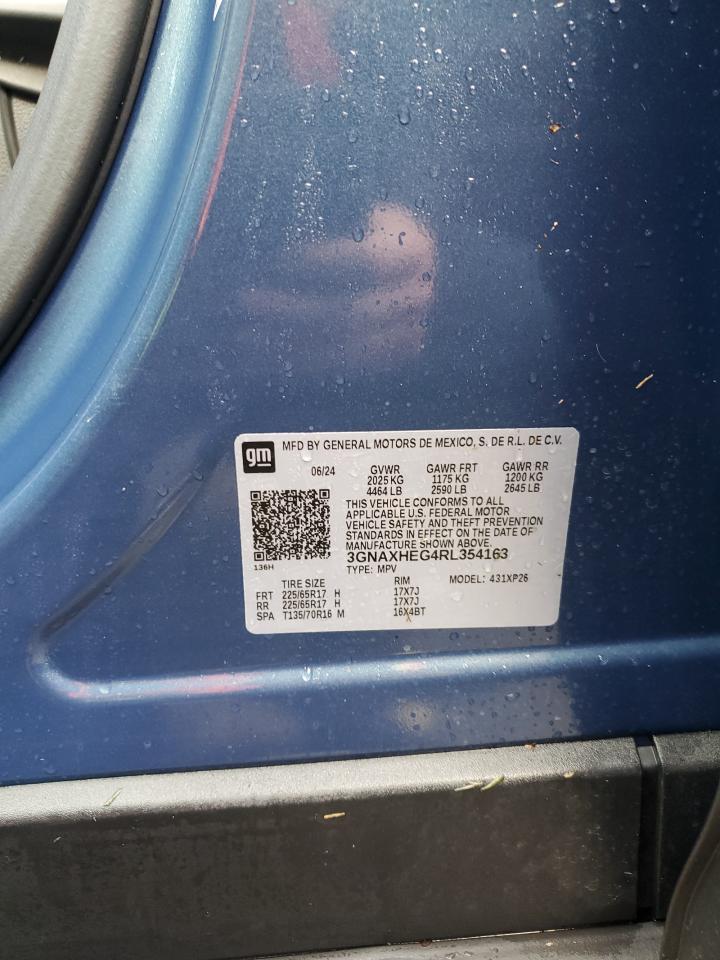 gm MFD BY GENERAL MOTORS DE MEXICO, S. DE R.L. DE C.V.
06/24 GVWR GAWR FRT GAWR RR
2025 KG 1175 KG 1200 KG
4464 LB 2590 LB 2645 LB
THIS VEHICLE CONFORMS TO ALL
APPLICABLE U.S. FEDERAL MOTOR
VEHICLE SAFETY AND THEFT PREVENTION
STANDARDS IN EFFECT ON THE DATE OF
MANUFACTURE SHOWN ABOVE.
3GNAXHEG4RL354163
136H TYPE: MPV
TIRE SIZE RIM MODEL: 431XP26
FRT 225/65R17 H 17X7J
RR 225/65R17 H 17X7J
SPA T135/70R16 M 16X4BT